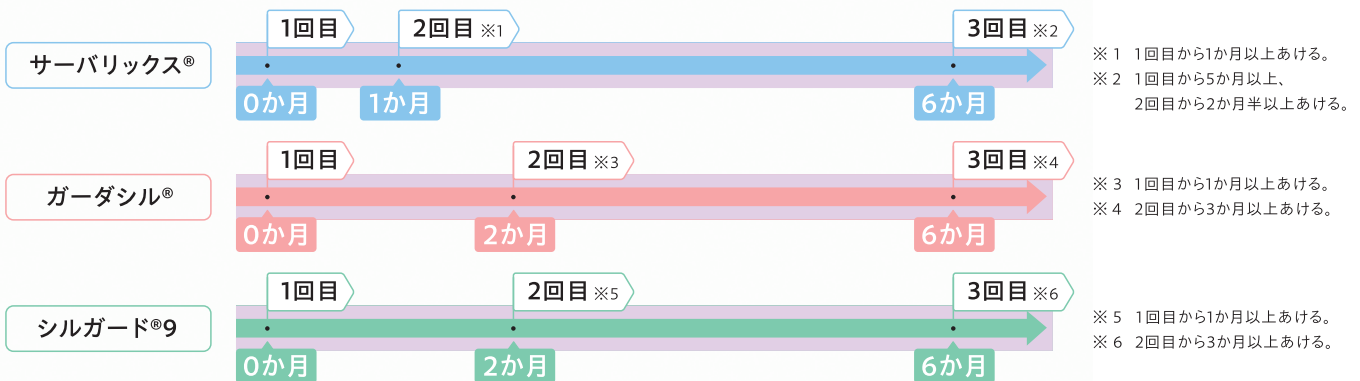 1回目
2回目 ※1
3回目 ※2
サーバリックス®
0か月
1か月
6か月
※1 1回目から1か月以上あける。
※2 1回目から5か月以上、
2回目から2か月半以上あける。
1回目
2回目 ※3
3回目 ※4
ガーダシル®
0か月
2か月
6か月
※3 1回目から1か月以上あける。
※4 2回目から3か月以上あける。
1回目
2回目 ※5
3回目 ※6
シルガード®9
0か月
2か月
6か月
※5 1回目から1か月以上あける。
※6 2回目から3か月以上あける。